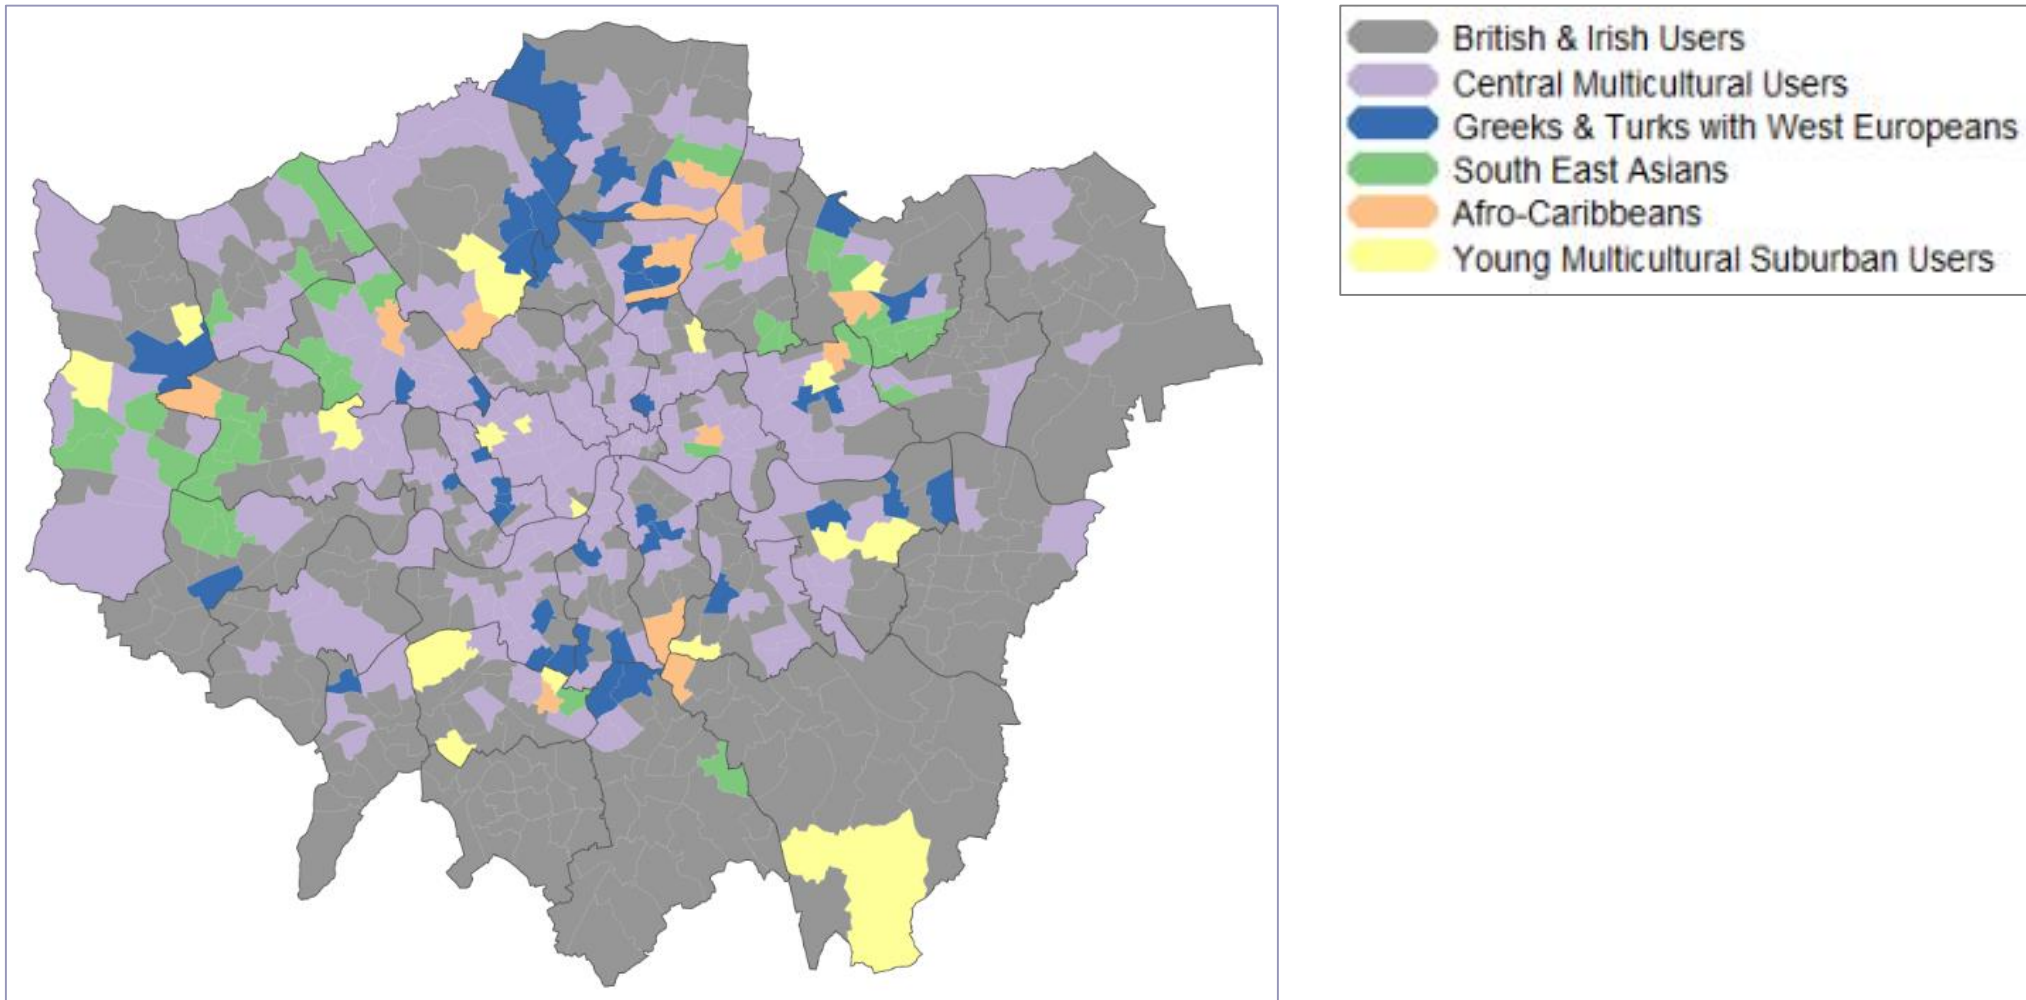 British & Irish Users
Central Multicultural Users
Greeks & Turks with West Europeans
South East Asians
Afro-Caribbeans
Young Multicultural Suburban Users